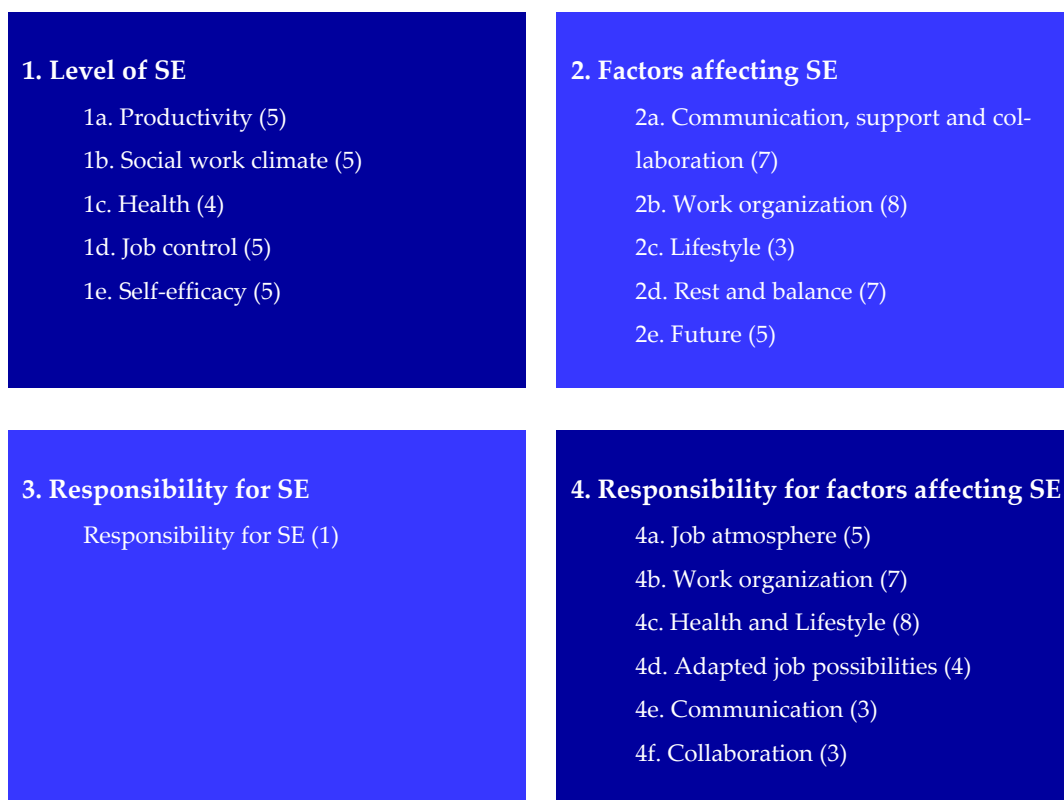 1. Level of SE
1a. Productivity (5)
1b. Social work climate (5)
1c. Health (4)
1d. Job control (5)
1e. Self-efficacy (5)
2. Factors affecting SE
2a. Communication, support and col-
laboration (7)
2b. Work organization (8)
2c. Lifestyle (3)
2d. Rest and balance (7)
2e. Future (5)
3. Responsibility for SE
Responsibility for SE (1)
4. Responsibility for factors affecting SE
4a. Job atmosphere (5)
4b. Work organization (7)
4c. Health and Lifestyle (8)
4d. Adapted job possibilities (4)
4e. Communication (3)
4f. Collaboration (3)